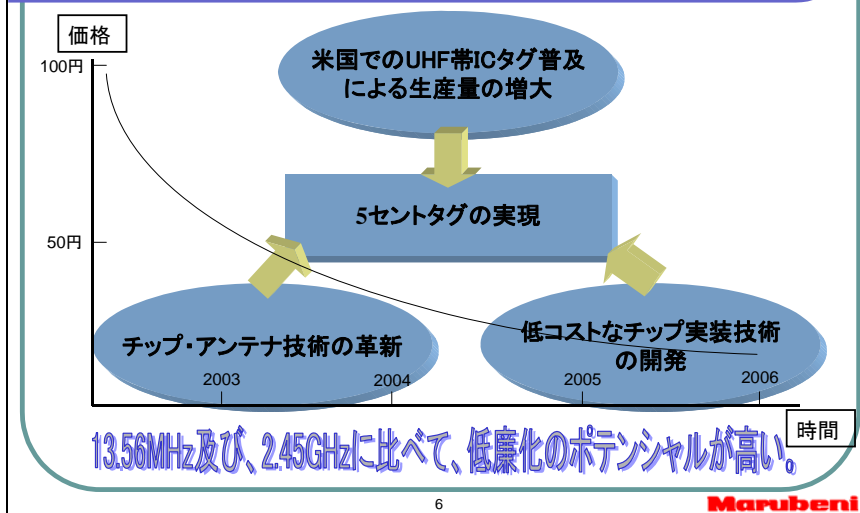 価格
100円
米国でのUHF帯ICタグ普及
による生産量の増大
5セントタグの実現
50円
チップ・アンテナ技術の革新
低コストなチップ実装技術
の開発
2003
2004
2005
2006
時間
13.56MHz及び、2.45GHzに比べて、低廉化のポテンシャルが高い。
6
Marubeni